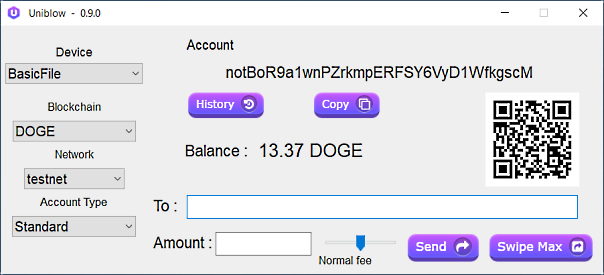 Uniblow - 0.9.0
Device
BasicFile
Blockchain
DOGE
Network
testnet
Account Type
Standard
Account
notBoR9a1wnPZrkmpERFSY6VyD1WfkgscM
History
Copy
Balance : 13.37 DOGE
To :
Amount :
Normal fee
Send
Swipe Max